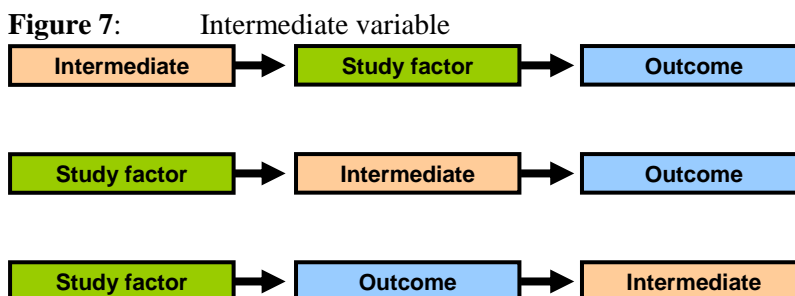 Figure 7: Intermediate variable
Intermediate Study factor Outcome
Study factor Intermediate Outcome
Study factor Outcome Intermediate